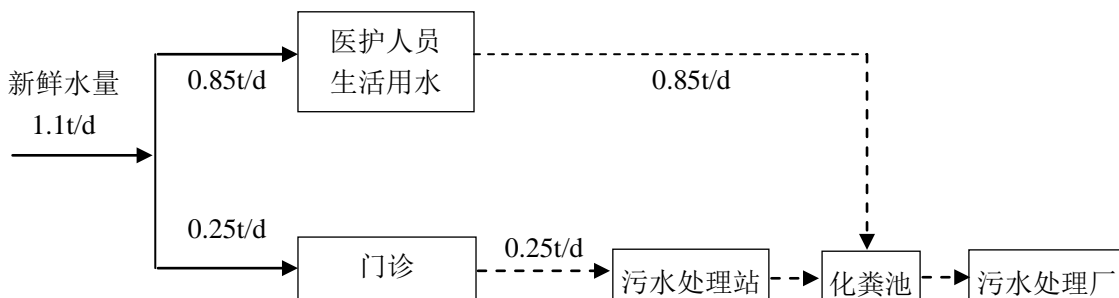 新鲜水量
1.1t/d
0.85t/d
医护人员
生活用水
0.85t/d
0.25t/d
门诊
0.25t/d
污水处理站
化粪池
污水处理厂